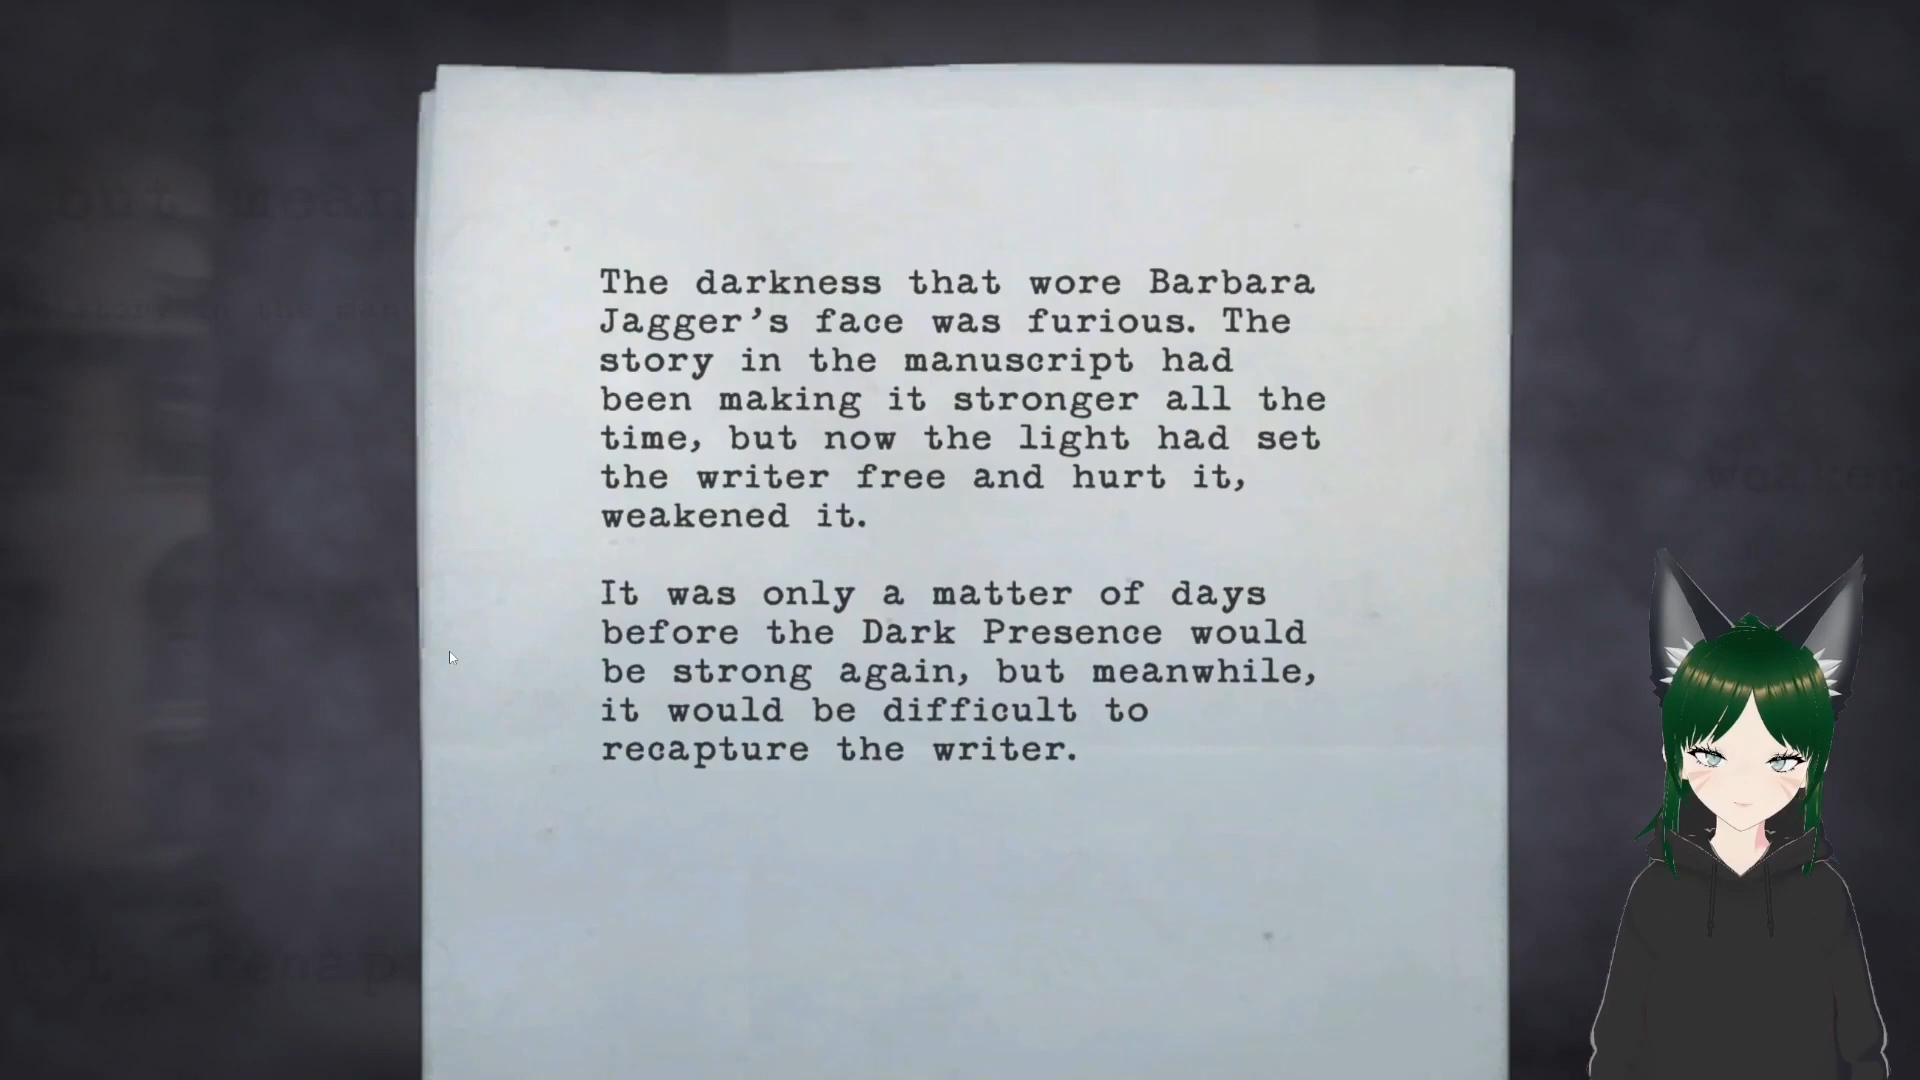 The darkness that wore Barbara
Jagger's face was furious. The
story in the manuscript had
been making it stronger all the
time, but now the light had set
the writer free and hurt it,
weakened it.
It was only a matter of days
before the Dark Presence would
be strong again, but meanwhile,
it would be difficult to
recapture the writer.